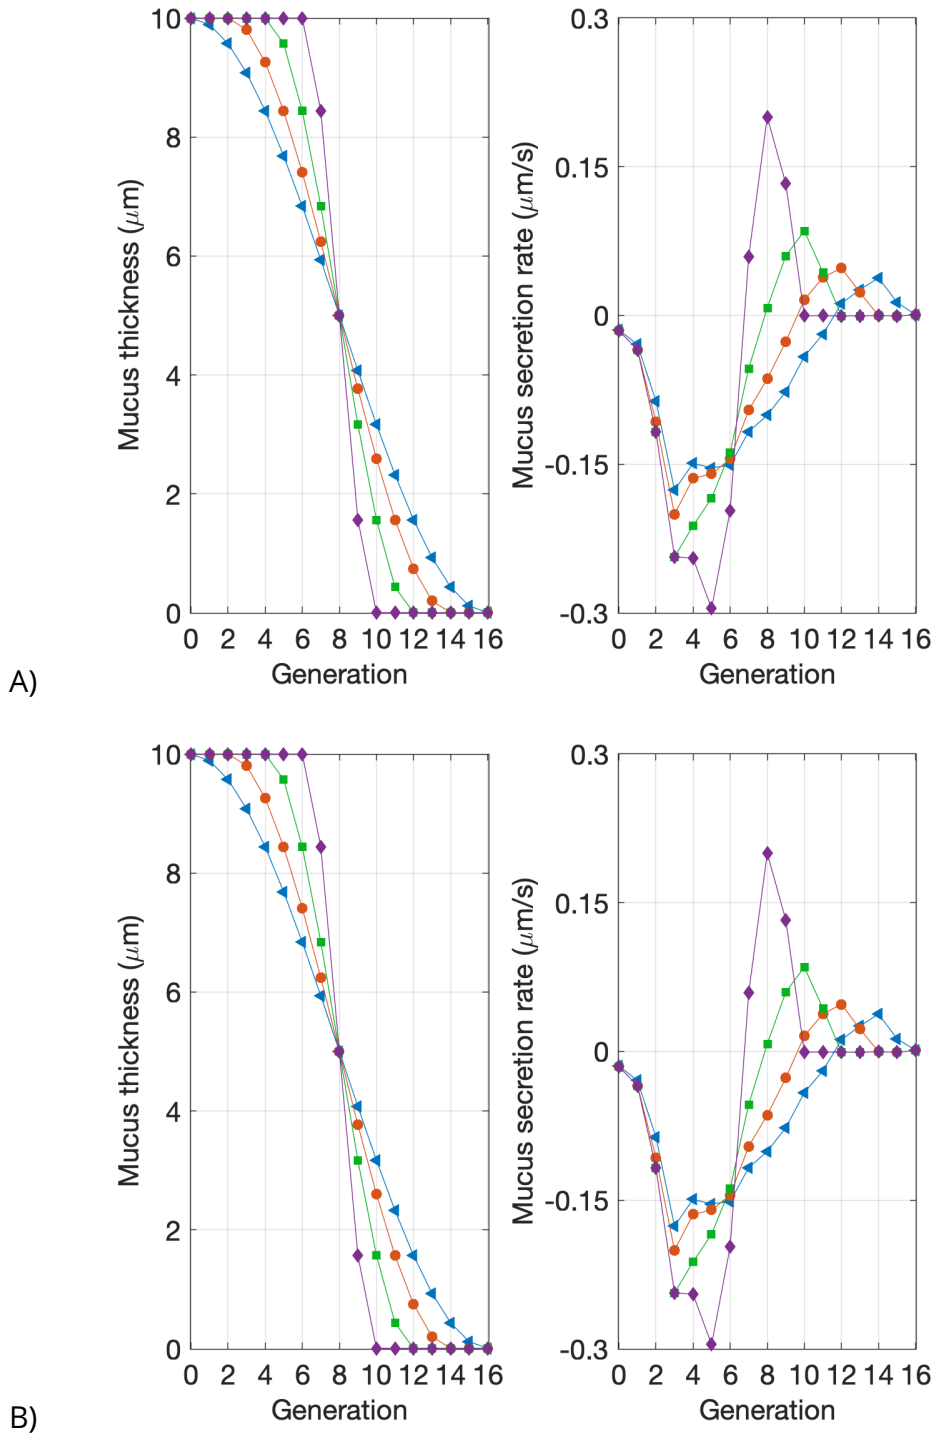 10
8
6
4
2
0
Mucus thickness (μm)
0 2 4 6 8 10 12 14 16
Generation
0.3
0.15
0
-0.15
-0.3
Mucus secretion rate (μm/s)
0 2 4 6 8 10 12 14 16
Generation
A)
10
8
6
4
2
0
Mucus thickness (μm)
0 2 4 6 8 10 12 14 16
Generation
0.3
0.15
0
-0.15
-0.3
Mucus secretion rate (μm/s)
0 2 4 6 8 10 12 14 16
Generation
B)